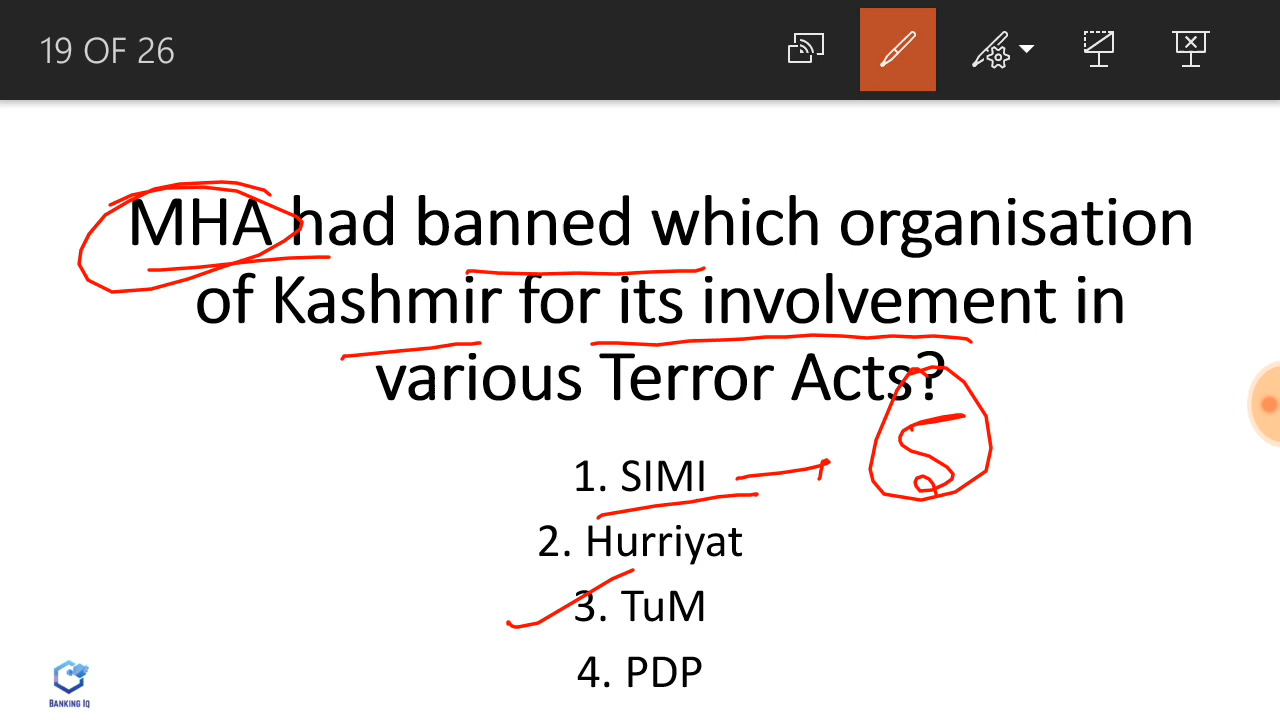 19 OF 26
MHA had banned which organisation
of Kashmir for its involvement in
various Terror Acts?
5
1. SIMI
2. Hurriyat
3. TuM
4. PDP
BANKING IQ